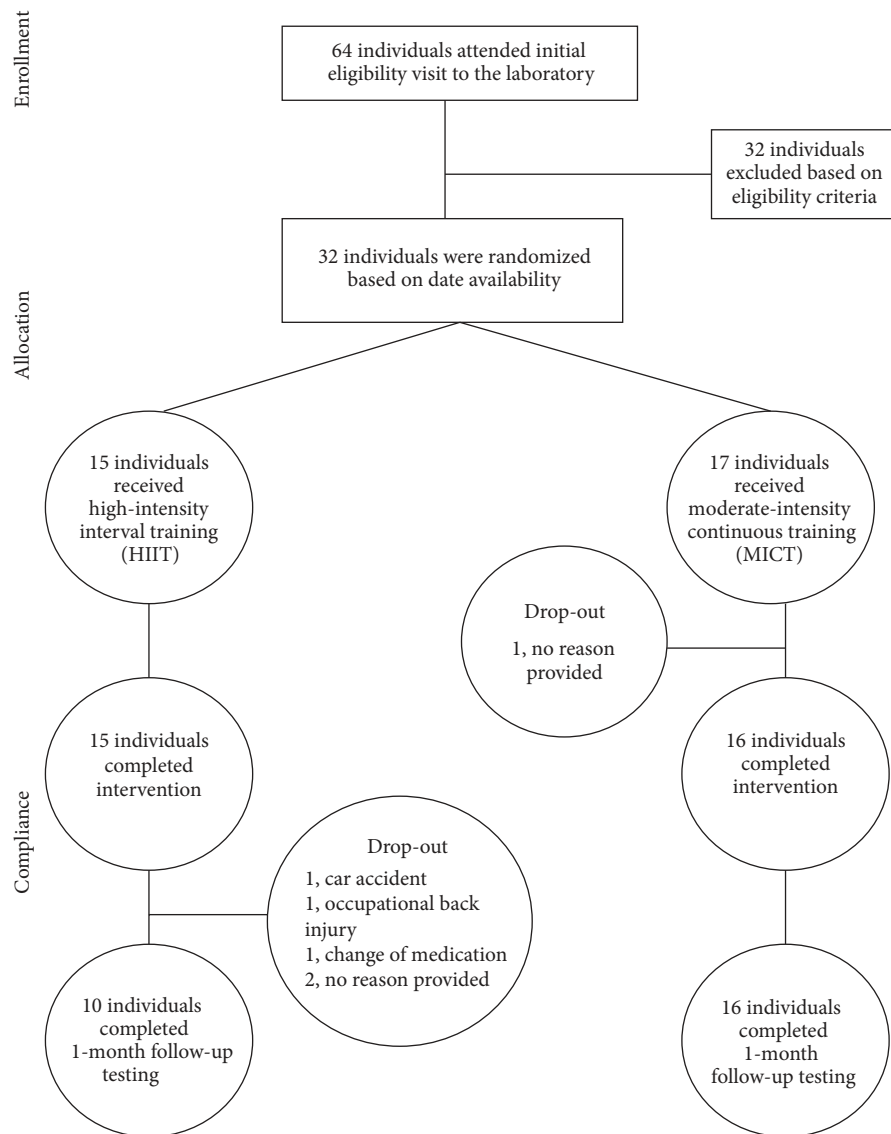 Enrollment
64 individuals attended initial
eligibility visit to the laboratory
32 individuals
excluded based on
eligibility criteria
32 individuals were randomized
based on date availability
Allocation
15 individuals
received
high-intensity
interval training
(HIIT)
17 individuals
received
moderate-intensity
continuous training
(MICT)
Drop-out
1, no reason
provided
15 individuals
completed
intervention
16 individuals
completed
intervention
Compliance
Drop-out
1, car accident
1, occupational back
injury
1, change of medication
2, no reason provided
10 individuals
completed
1-month follow-up
testing
16 individuals
completed
1-month
follow-up testing